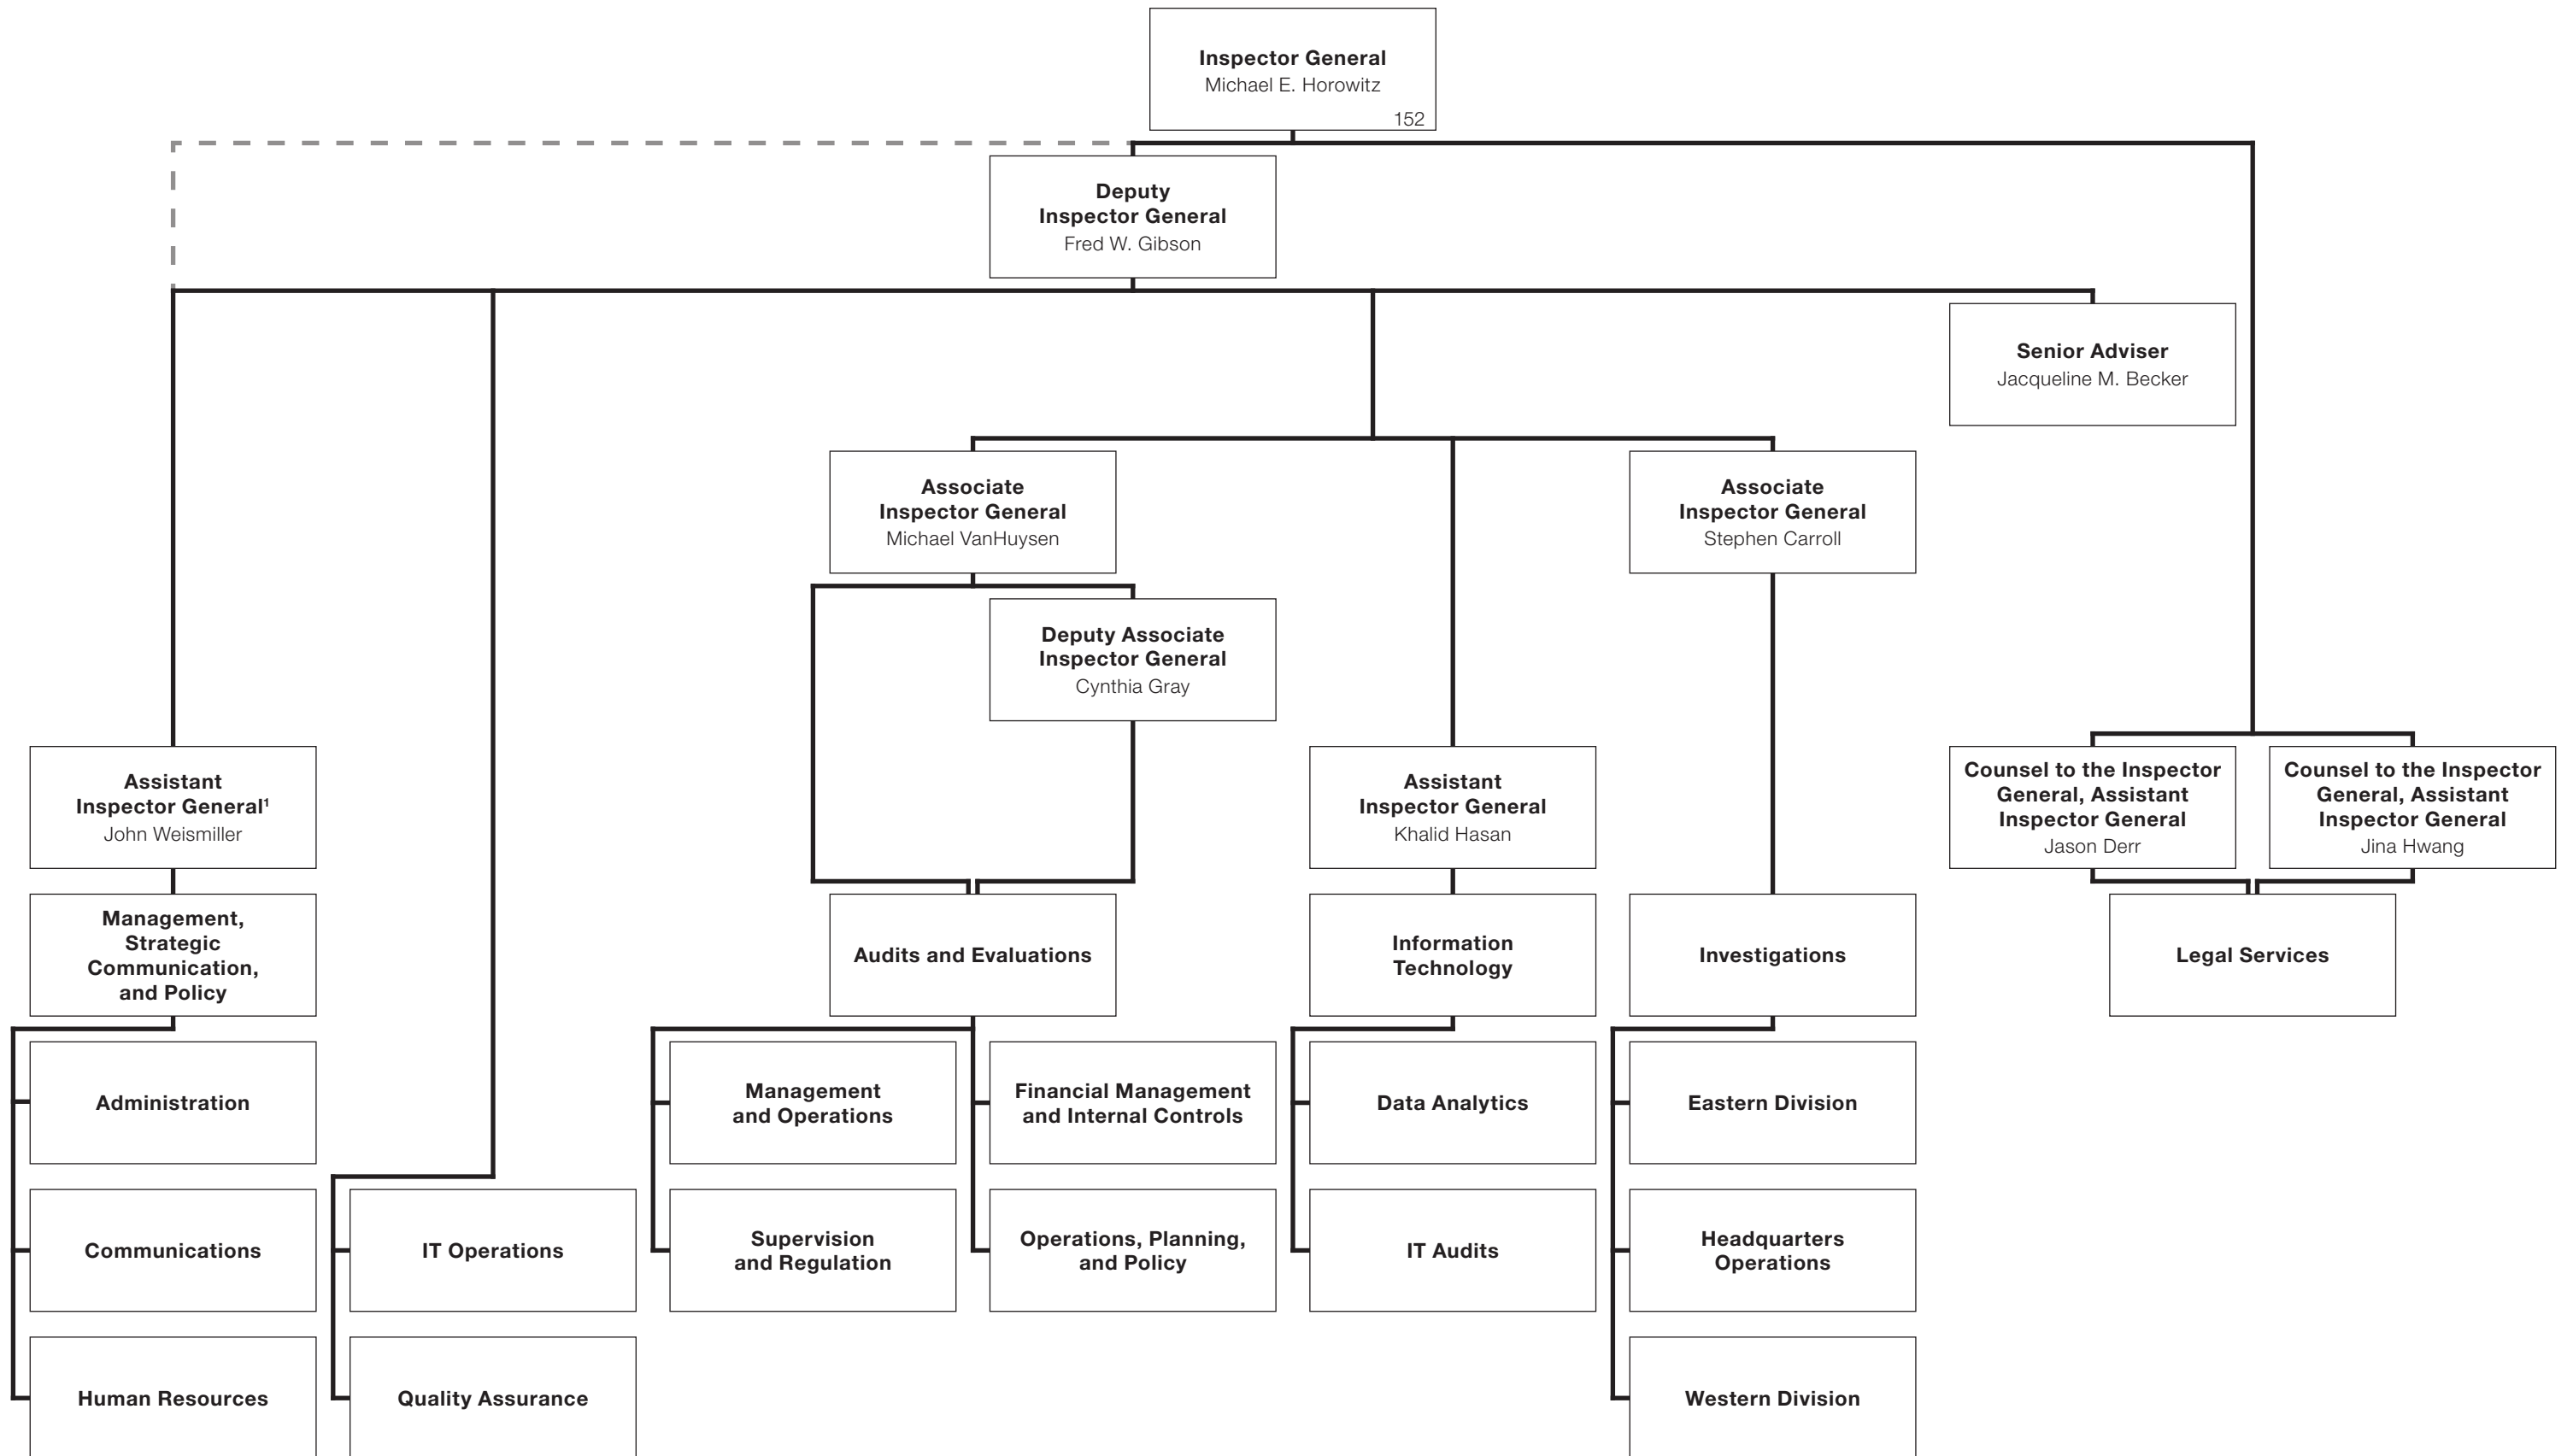 Inspector General
Michael E. Horowitz
152
Deputy
Inspector General
Fred W. Gibson
Senior Adviser
Jacqueline M. Becker
Associate
Inspector General
Michael VanHuysen
Associate
Inspector General
Stephen Carroll
Deputy Associate
Inspector General
Cynthia Gray
Assistant
Inspector General¹
John Weismiller
Assistant
Inspector General
Khalid Hasan
Counsel to the Inspector
General, Assistant
Inspector General
Jason Derr
Counsel to the Inspector
General, Assistant
Inspector General
Jina Hwang
Management,
Strategic
Communication,
and Policy
Audits and Evaluations
Information
Technology
Investigations
Legal Services
Administration
Management
and Operations
Financial Management
and Internal Controls
Data Analytics
Eastern Division
Communications
IT Operations
Supervision
and Regulation
Operations, Planning,
and Policy
IT Audits
Headquarters
Operations
Human Resources
Quality Assurance
Western Division